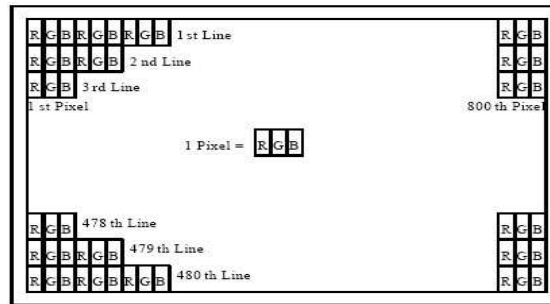 R G B R G B R G B 1 st Line R G B
R G B R G B 2 nd Line R G B
R G B 3 rd Line R G B
1 st Pixel 800 th Pixel
1 Pixel = R G B
R G B 478 th Line R G B
R G B R G B 479 th Line R G B
R G B R G B R G B 480 th Line R G B